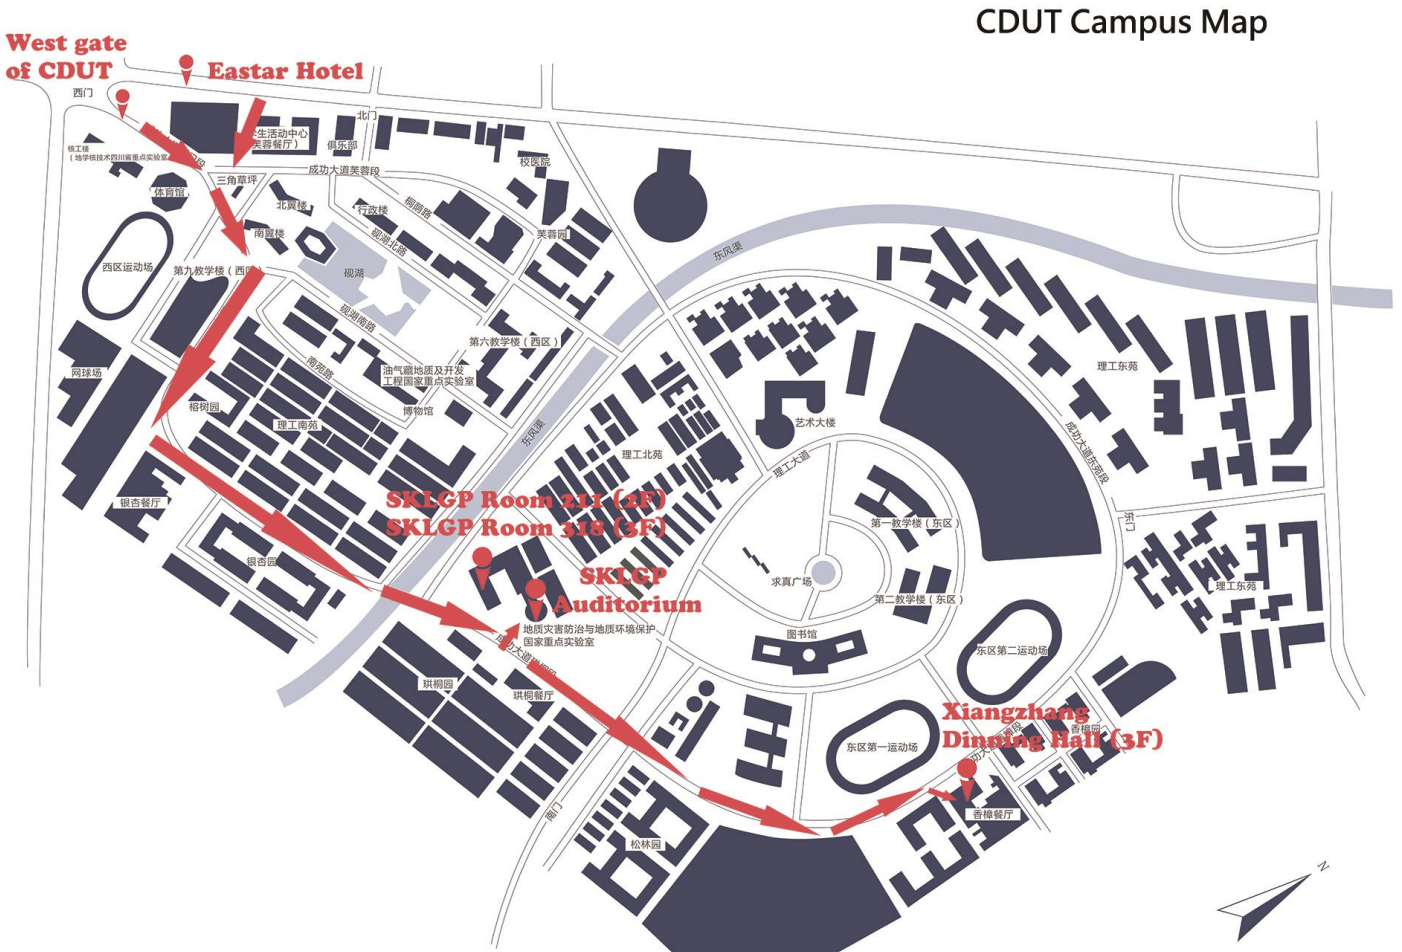 CDUT Campus Map
West gate
of CDUT
Eastar Hotel
西门
北门
学生活动中心
(芙蓉餐厅)
俱乐部
校医院
核工楼
(地学核技术四川省重点实验室
成功大道芙蓉段
三角草坪
体育馆
北翼楼
行政楼
桐荫路
砚湖北路
芙蓉园
南翼楼
东风渠
西区运动场
第九教学楼(西区)
砚湖
砚湖南路
第六教学楼(西区)
网球场
南苑路
油气藏地质及开发
工程国家重点实验室
理工东苑
榕树园
博物馆
理工南苑
东风渠
艺术大楼
成功大道东苑段
理工北苑
理工大道
银杏餐厅
SKLGP Room 211 (2F)
SKLGP Room 318 (3F)
第一教学楼(东区)
东门
银杏园
SKLGP
Auditorium
求真广场
第二教学楼(东区)
理工东苑
地质灾害防治与地质环境保护
国家重点实验室
图书馆
东区第二运动场
珙桐园
珙桐餐厅
Xiangzhang
Dinning Hall (3F)
香樟园
东区第一运动场
南门
香樟餐厅
松林园
N